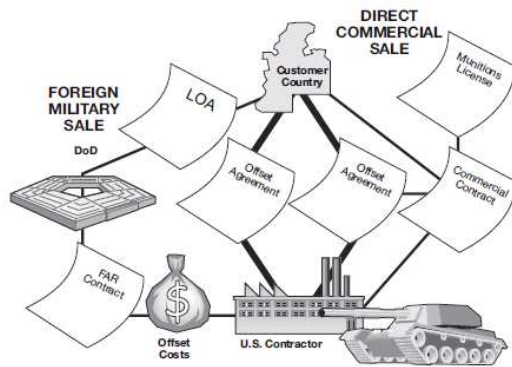 DIRECT
COMMERCIAL
SALE
Customer
Country
Munitions
License
FOREIGN
MILITARY
SALE
LOA
DoD
Offset
Agreement
Offset
Agreement
Commercial
Contract
FAR
Contract
$
Offset
Costs
U.S. Contractor